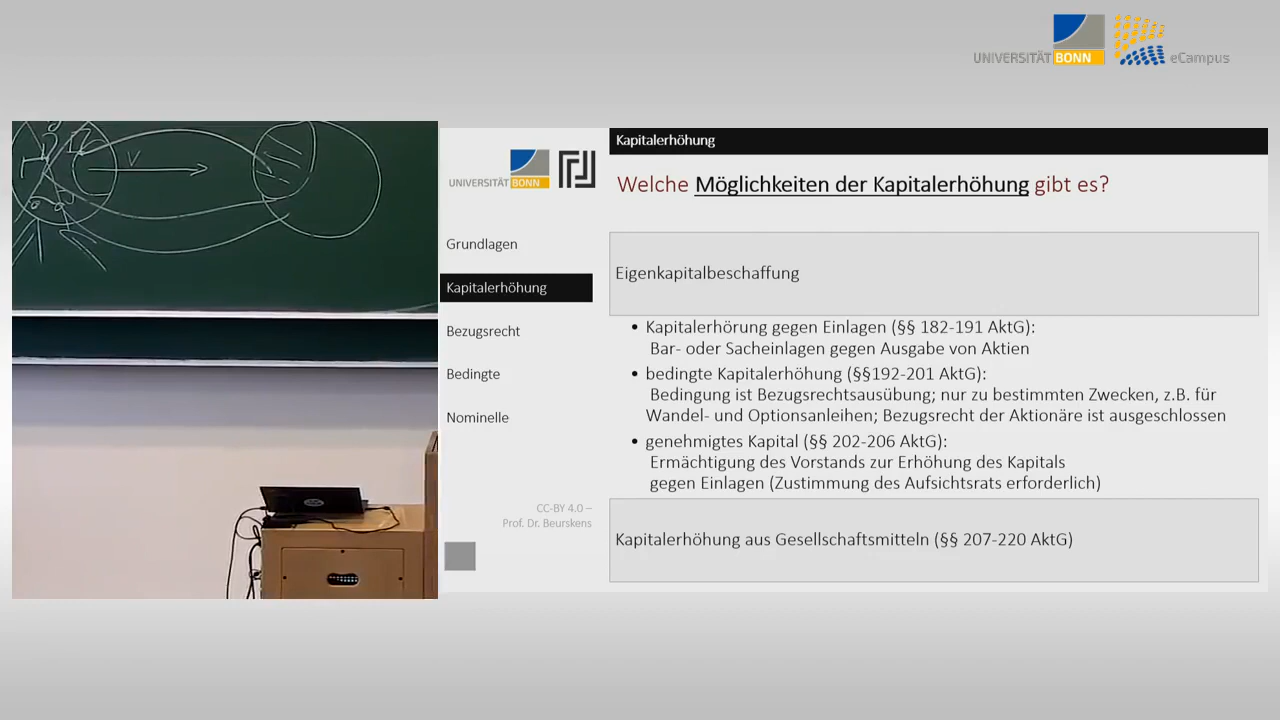 UNIVERSITÄT BONN eCampus
V
UNIVERSITÄT BONN
Grundlagen
Kapitalerhöhung
Bezugsrecht
Bedingte
Nominelle
CC-BY 4.0 –
Prof. Dr. Beurskens
Kapitalerhöhung
Welche Möglichkeiten der Kapitalerhöhung gibt es?
Eigenkapitalbeschaffung
• Kapitalerhörung gegen Einlagen (§§ 182-191 AktG):
Bar- oder Sacheinlagen gegen Ausgabe von Aktien
• bedingte Kapitalerhöhung (§§192-201 AktG):
Bedingung ist Bezugsrechtsausübung; nur zu bestimmten Zwecken, z.B. für
Wandel- und Optionsanleihen; Bezugsrecht der Aktionäre ist ausgeschlossen
• genehmigtes Kapital (§§ 202-206 AktG):
Ermächtigung des Vorstands zur Erhöhung des Kapitals
gegen Einlagen (Zustimmung des Aufsichtsrats erforderlich)
Kapitalerhöhung aus Gesellschaftsmitteln (§§ 207-220 AktG)